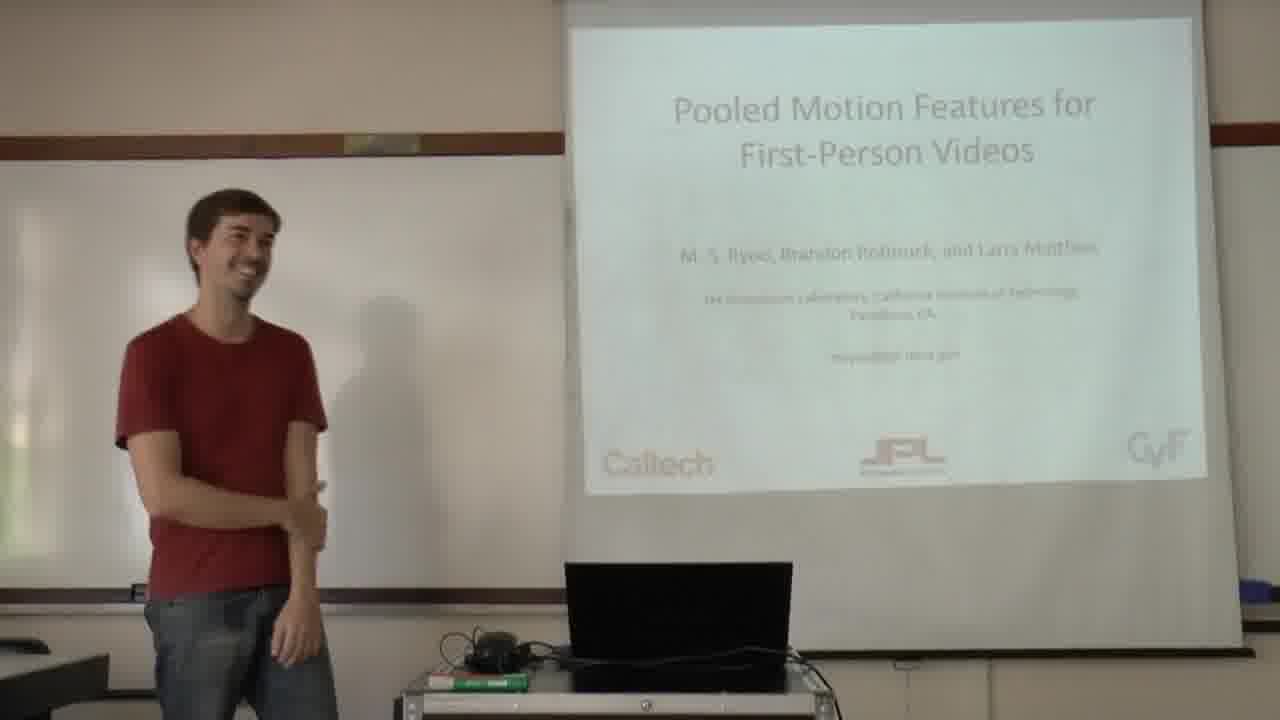 Pooled Motion Features for
First-Person Videos
M. S. Ryoo, Brandon Rothrock, and Larry Matthies
Jet Propulsion Laboratory, California Institute of Technology,
Pasadena, CA
Caltech
JPL
CVF